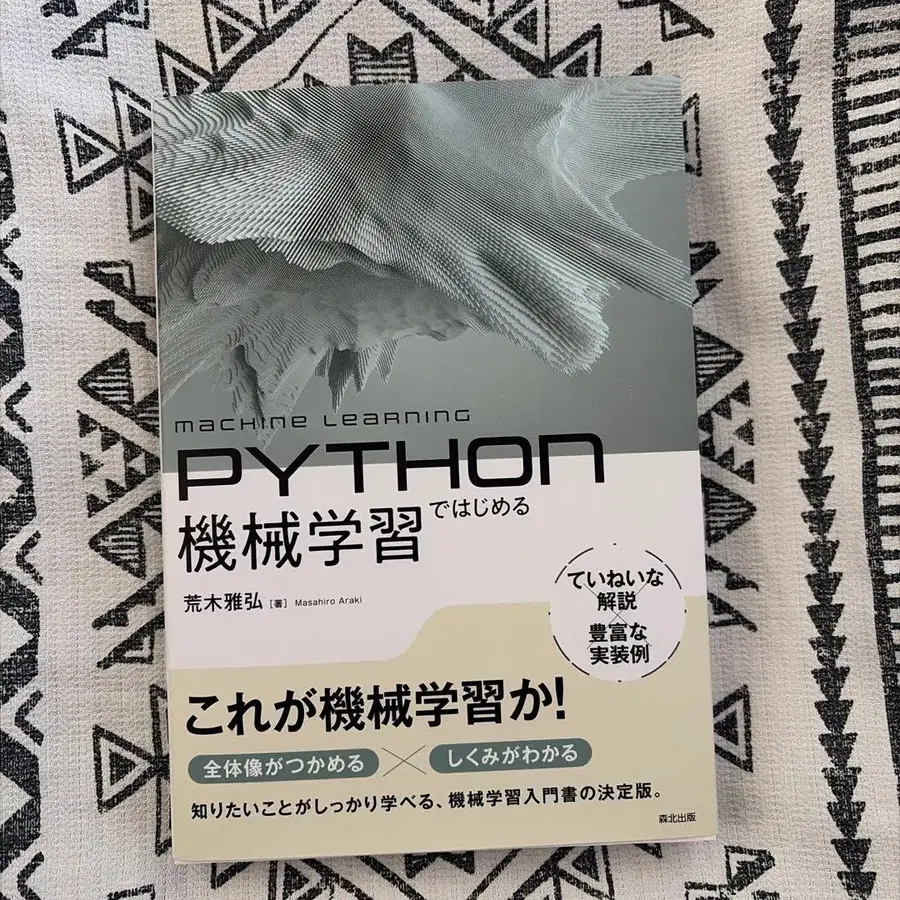 MACHINE LEARNING
PYTHON
ではじめる
機械学習
荒木雅弘 [著] Masahiro Araki
ていねいな
解説
×
豊富な
実装例
これが機械学習か!
全体像がつかめる × しくみがわかる
知りたいことがしっかり学べる、機械学習入門書の決定版。
森北出版